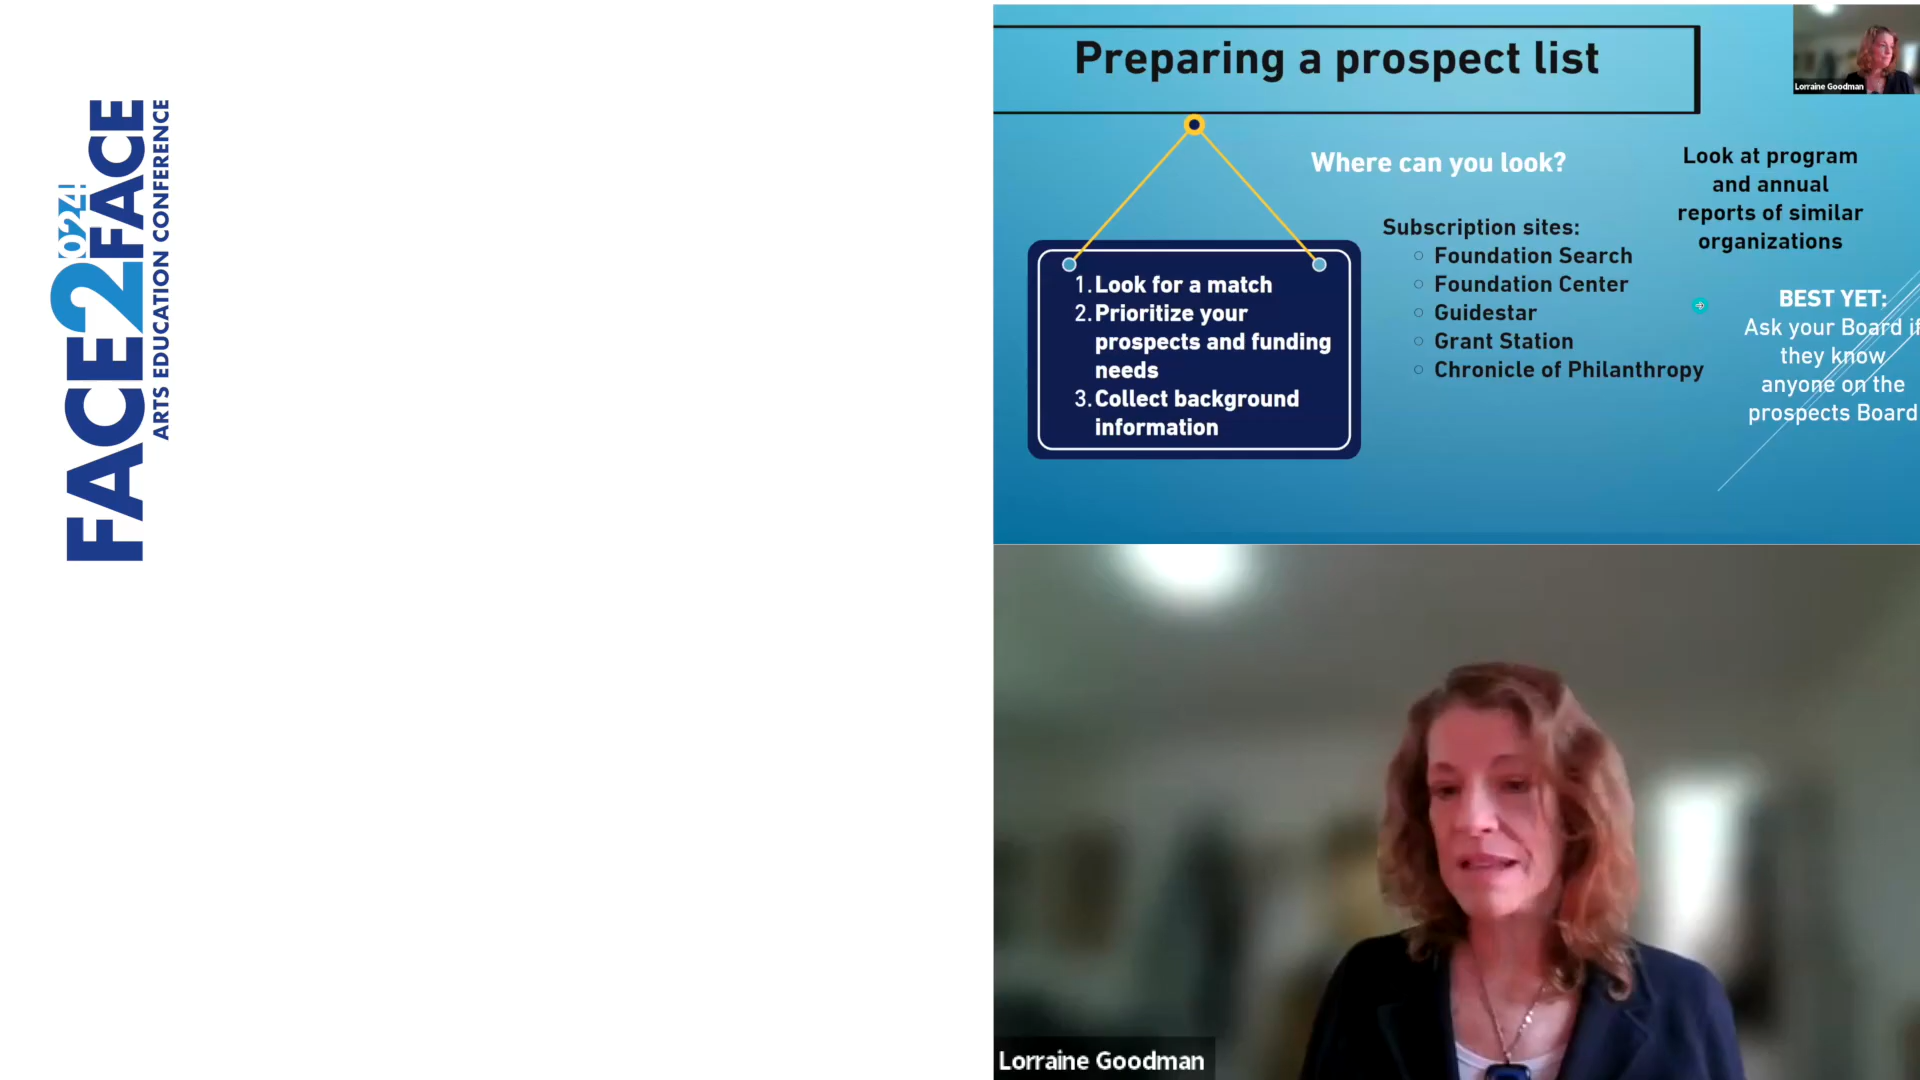 FACE2FACE
2024!
ARTS EDUCATION CONFERENCE
Preparing a prospect list
Lorraine Goodman
Where can you look?
1. Look for a match
2. Prioritize your
prospects and funding
needs
3. Collect background
information
Subscription sites:
Foundation Search
Foundation Center
Guidestar
Grant Station
Chronicle of Philanthropy
Look at program
and annual
reports of similar
organizations
BEST YET:
Ask your Board if
they know
anyone on the
prospects Board
Lorraine Goodman